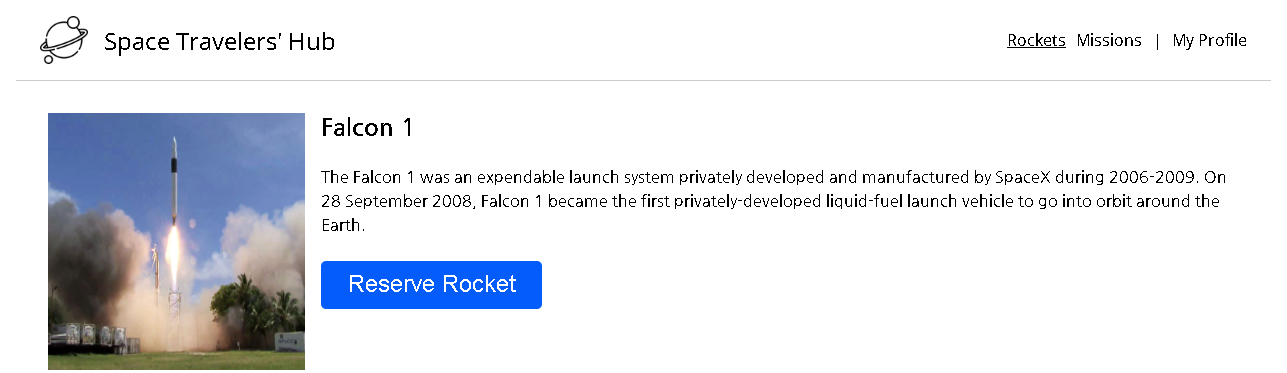 Space Travelers' Hub
Rockets Missions | My Profile
Falcon 1
The Falcon 1 was an expendable launch system privately developed and manufactured by SpaceX during 2006-2009. On
28 September 2008, Falcon 1 became the first privately-developed liquid-fuel launch vehicle to go into orbit around the
Earth.
Reserve Rocket